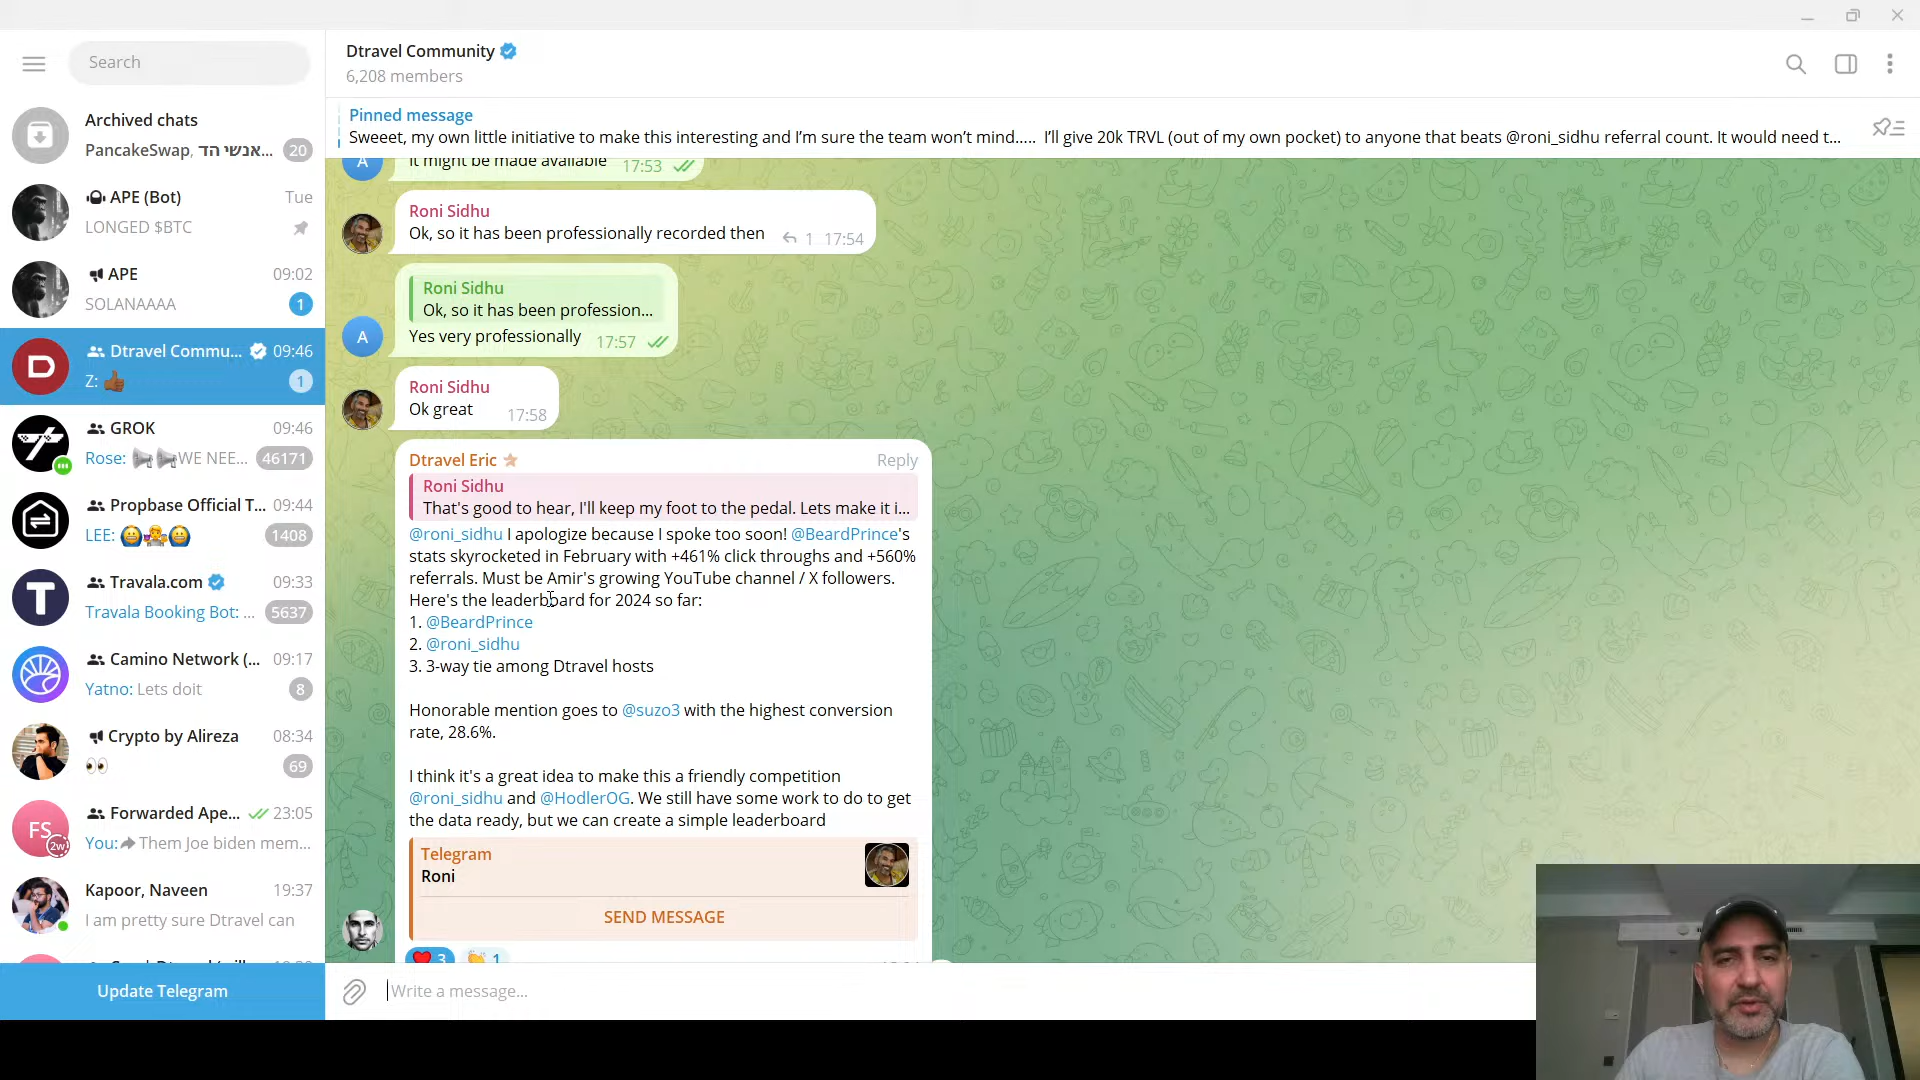 Search
Archived chats
PancakeSwap, אנשי הד... 20
APE (Bot) Tue
LONGED $BTC
APE 09:02
SOLANAAAA 1
D
Dtravel Commu... 09:46
Z: 👍🏾 1
GROK 09:46
Rose: 📢📢WE NEE... 46171
Propbase Official T... 09:44
LEE: 1408
T
Travala.com 09:33
Travala Booking Bot: ... 5637
Camino Network (... 09:17
Yatno: Lets doit 8
Crypto by Alireza 08:34
👀 69
FS
2w
Forwarded Ape... 23:05
You: Them Joe biden mem...
Kapoor, Naveen 19:37
I am pretty sure Dtravel can
Update Telegram
Dtravel Community
6,208 members
Pinned message
Sweeet, my own little initiative to make this interesting and I’m sure the team won’t mind..... I’ll give 20k TRVL (out of my own pocket) to anyone that beats @roni_sidhu referral count. It would need t...
A
It might be made available 17:53
Roni Sidhu
Ok, so it has been professionally recorded then 1 17:54
Roni Sidhu
Ok, so it has been profession...
A
Yes very professionally 17:57
Roni Sidhu
Ok great 17:58
Dtravel Eric Reply
Roni Sidhu
That's good to hear, I'll keep my foot to the pedal. Lets make it i...
@roni_sidhu I apologize because I spoke too soon! @BeardPrince's
stats skyrocketed in February with +461% click throughs and +560%
referrals. Must be Amir's growing YouTube channel / X followers.
Here's the leaderboard for 2024 so far:
1. @BeardPrince
2. @roni_sidhu
3. 3-way tie among Dtravel hosts
Honorable mention goes to @suzo3 with the highest conversion
rate, 28.6%.
I think it's a great idea to make this a friendly competition
@roni_sidhu and @HodlerOG. We still have some work to do to get
the data ready, but we can create a simple leaderboard
Telegram
Roni
SEND MESSAGE
❤️ 3 👏 1
Write a message...